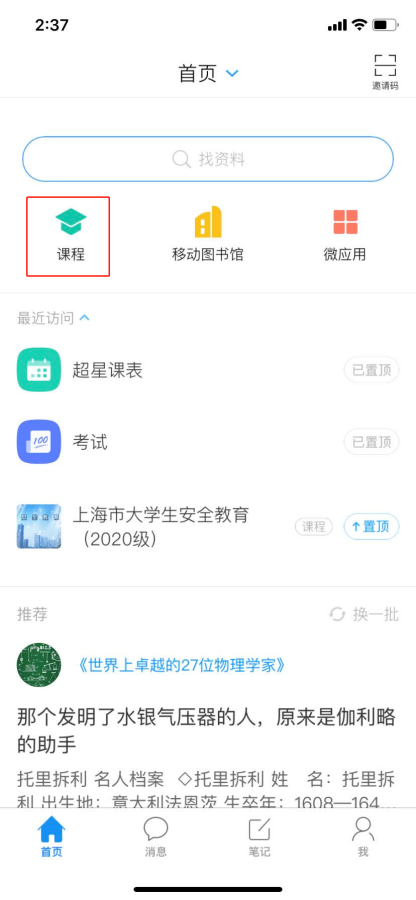 2:37
首页
邀请码
找资料
课程
移动图书馆
微应用
最近访问
超星课表
已置顶
考试
100
已置顶
上海市大学生安全教育
（2020级）
课程
置顶
推荐
换一批
《世界上卓越的27位物理学家》
那个发明了水银气压器的人，原来是伽利略
的助手
托里拆利 名人档案 ◇托里拆利 姓 名：托里拆
利 出生地：意大利法恩茨 生卒年：1608—164...
首页
消息
笔记
我